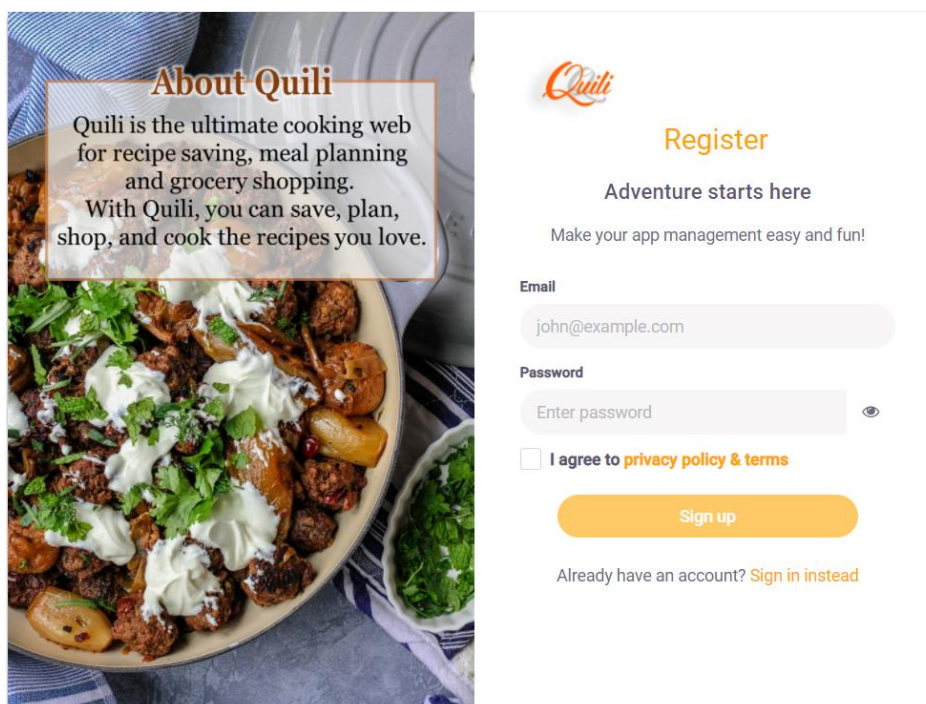 About Quili
Quili is the ultimate cooking web
for recipe saving, meal planning
and grocery shopping.
With Quili, you can save, plan,
shop, and cook the recipes you love.
Quili
Register
Adventure starts here
Make your app management easy and fun!
Email
john@example.com
Password
Enter password
I agree to privacy policy & terms
Sign up
Already have an account? Sign in instead